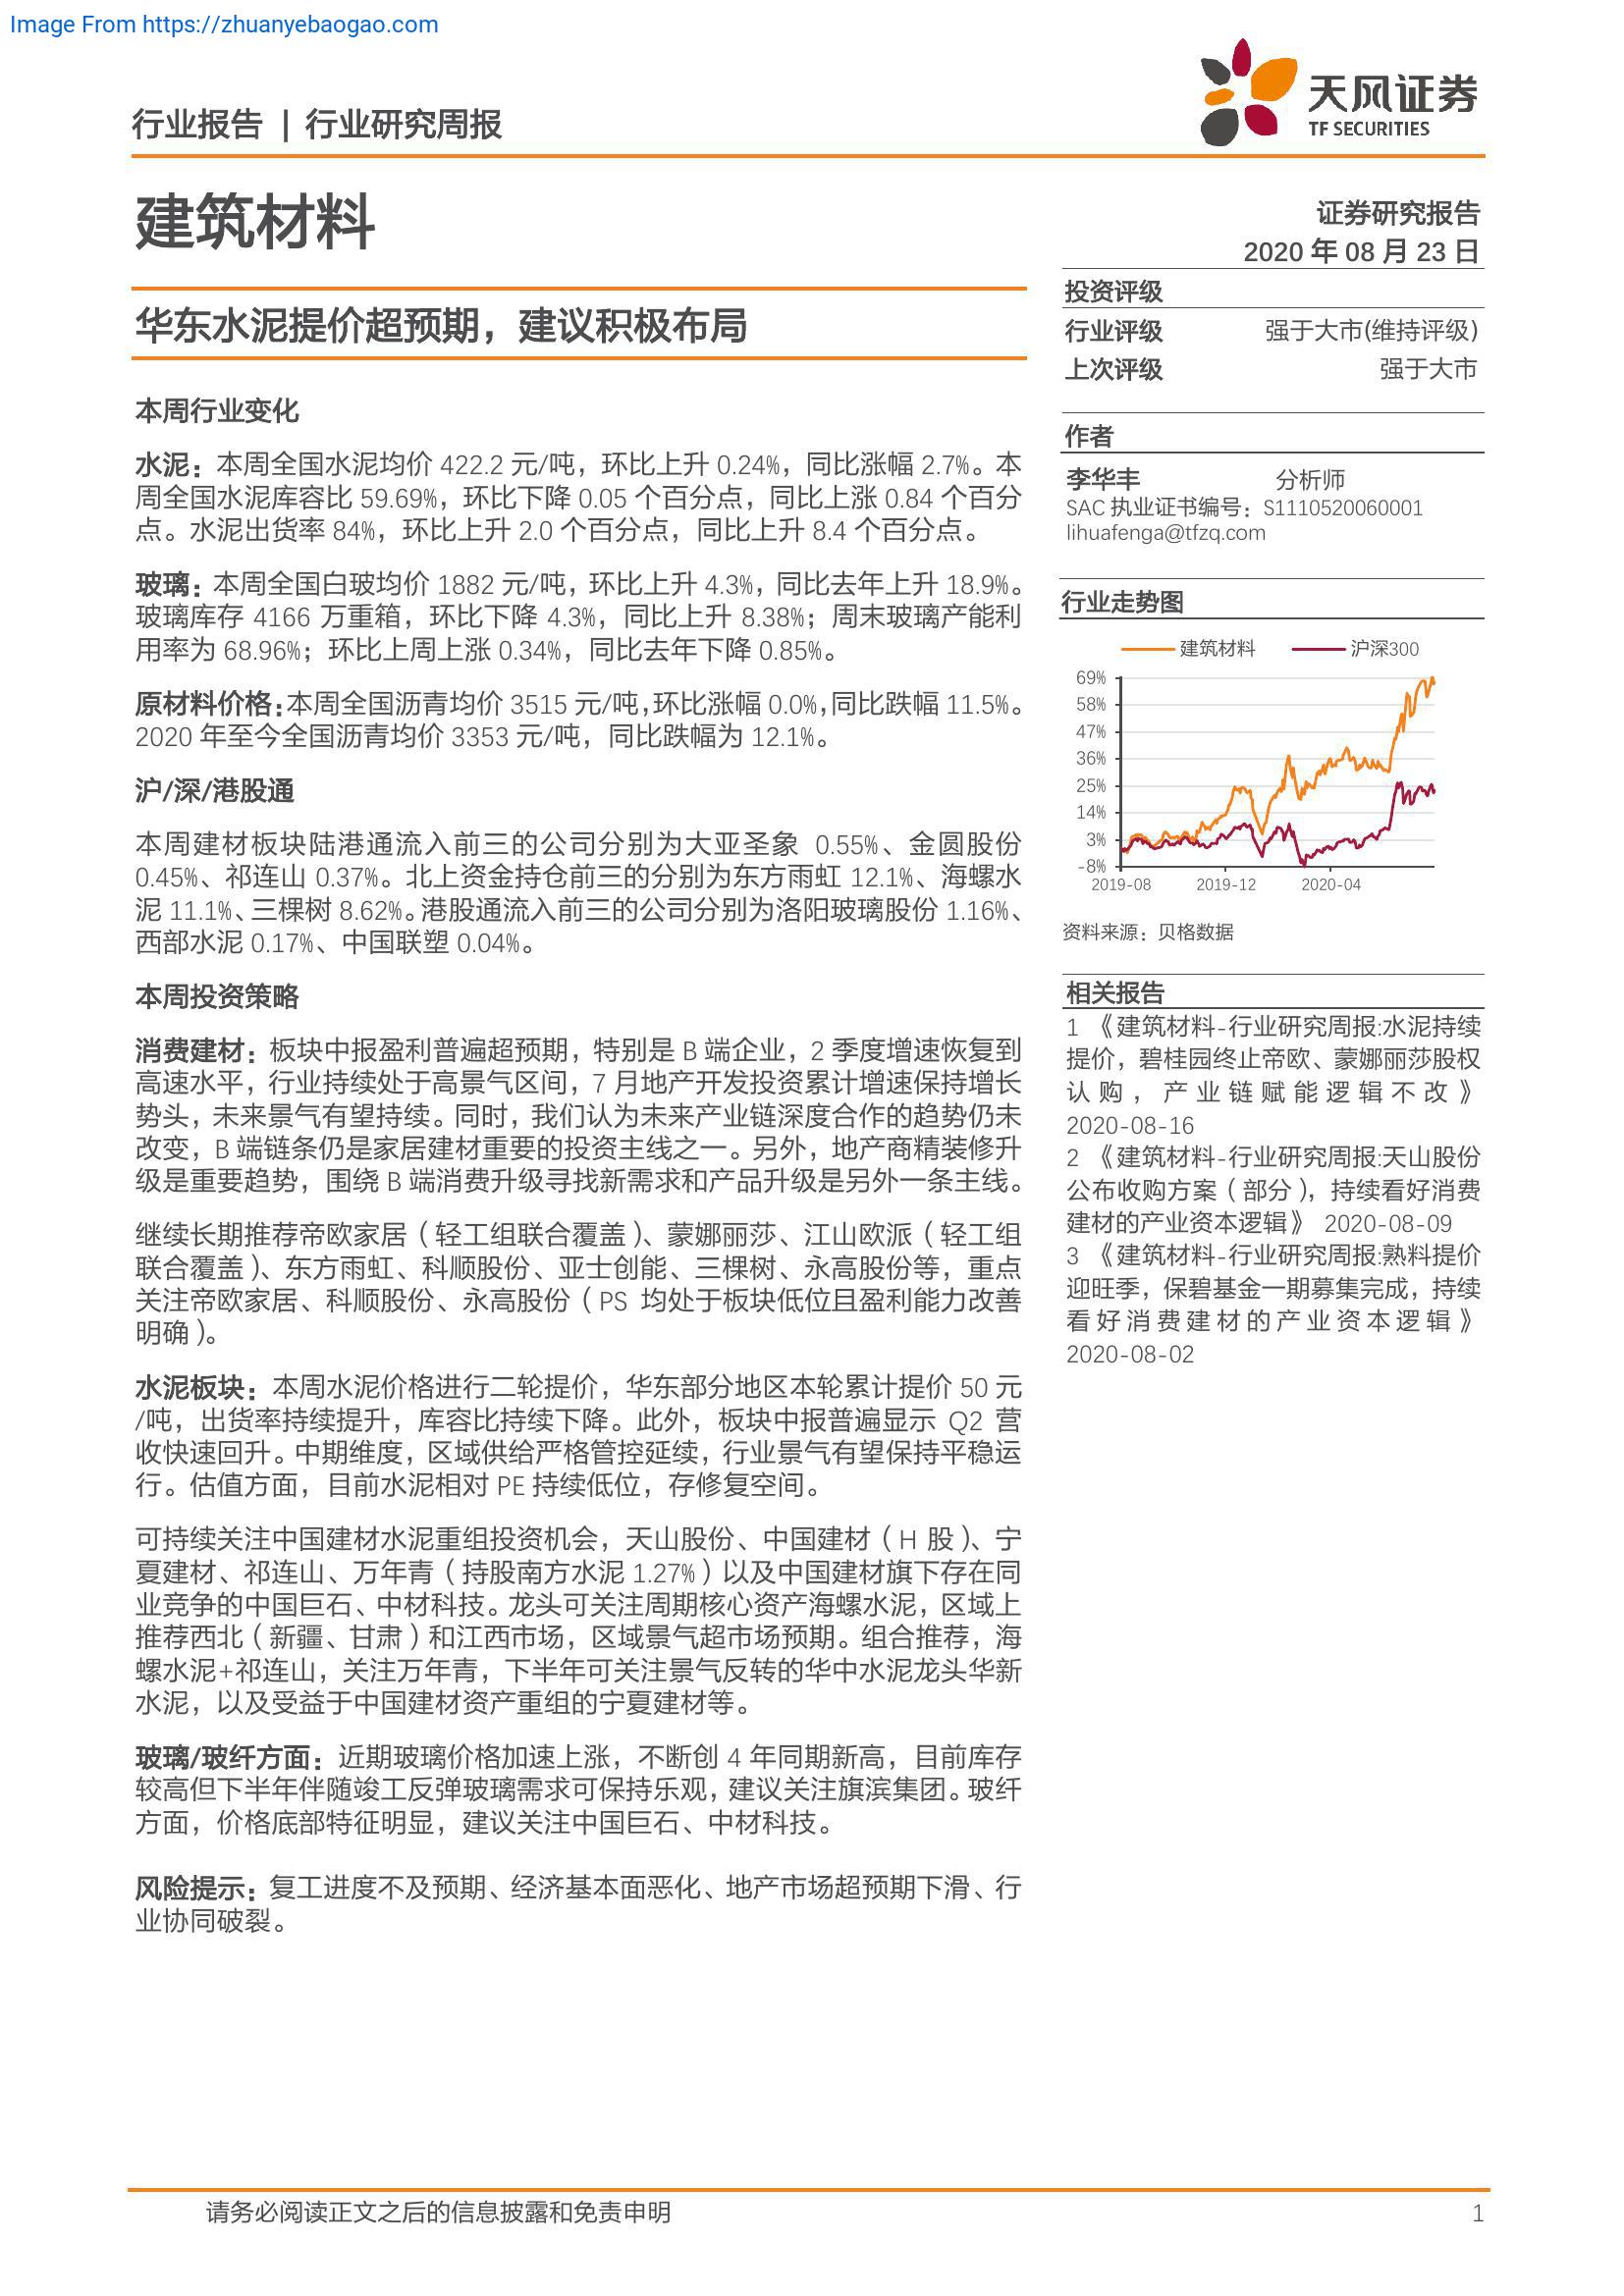 Image From https://zhuanyebaogao.com
行业报告 | 行业研究周报
天风证券
TF SECURITIES
建筑材料
证券研究报告
2020 年 08 月 23 日
华东水泥提价超预期，建议积极布局
本周行业变化
水泥：本周全国水泥均价 422.2 元/吨，环比上升 0.24%，同比涨幅 2.7%。本
周全国水泥库容比 59.69%，环比下降 0.05 个百分点，同比上涨 0.84 个百分
点。水泥出货率 84%，环比上升 2.0 个百分点，同比上升 8.4 个百分点。
玻璃：本周全国白玻均价 1882 元/吨，环比上升 4.3%，同比去年上升 18.9%。
玻璃库存 4166 万重箱，环比下降 4.3%，同比上升 8.38%；周末玻璃产能利
用率为 68.96%；环比上周上涨 0.34%，同比去年下降 0.85%。
原材料价格：本周全国沥青均价 3515 元/吨，环比涨幅 0.0%，同比跌幅 11.5%。
2020 年至今全国沥青均价 3353 元/吨，同比跌幅为 12.1%。
沪/深/港股通
本周建材板块陆港通流入前三的公司分别为大亚圣象 0.55%、金圆股份
0.45%、祁连山 0.37%。北上资金持仓前三的分别为东方雨虹 12.1%、海螺水
泥 11.1%、三棵树 8.62%。港股通流入前三的公司分别为洛阳玻璃股份 1.16%、
西部水泥 0.17%、中国联塑 0.04%。
本周投资策略
消费建材：板块中报盈利普遍超预期，特别是 B 端企业，2 季度增速恢复到
高速水平，行业持续处于高景气区间，7 月地产开发投资累计增速保持增长
势头，未来景气有望持续。同时，我们认为未来产业链深度合作的趋势仍未
改变，B 端链条仍是家居建材重要的投资主线之一。另外，地产商精装修升
级是重要趋势，围绕 B 端消费升级寻找新需求和产品升级是另外一条主线。
继续长期推荐帝欧家居（轻工组联合覆盖）、蒙娜丽莎、江山欧派（轻工组
联合覆盖）、东方雨虹、科顺股份、亚士创能、三棵树、永高股份等，重点
关注帝欧家居、科顺股份、永高股份（PS 均处于板块低位且盈利能力改善
明确）。
水泥板块：本周水泥价格进行二轮提价，华东部分地区本轮累计提价 50 元
/吨，出货率持续提升，库容比持续下降。此外，板块中报普遍显示 Q2 营
收快速回升。中期维度，区域供给严格管控延续，行业景气有望保持平稳运
行。估值方面，目前水泥相对 PE 持续低位，存修复空间。
可持续关注中国建材水泥重组投资机会，天山股份、中国建材（H 股）、宁
夏建材、祁连山、万年青（持股南方水泥 1.27%）以及中国建材旗下存在同
业竞争的中国巨石、中材科技。龙头可关注周期核心资产海螺水泥，区域上
推荐西北（新疆、甘肃）和江西市场，区域景气超市场预期。组合推荐，海
螺水泥+祁连山，关注万年青，下半年可关注景气反转的华中水泥龙头华新
水泥，以及受益于中国建材资产重组的宁夏建材等。
玻璃/玻纤方面：近期玻璃价格加速上涨，不断创 4 年同期新高，目前库存
较高但下半年伴随竣工反弹玻璃需求可保持乐观，建议关注旗滨集团。玻纤
方面，价格底部特征明显，建议关注中国巨石、中材科技。
风险提示：复工进度不及预期、经济基本面恶化、地产市场超预期下滑、行
业协同破裂。
投资评级
行业评级 强于大市(维持评级)
上次评级 强于大市
作者
李华丰 分析师
SAC 执业证书编号：S1110520060001
lihuafenga@tfzq.com
行业走势图
建筑材料 沪深300
69%
58%
47%
36%
25%
14%
3%
-8%
2019-08 2019-12 2020-04
资料来源：贝格数据
相关报告
1 《建筑材料-行业研究周报:水泥持续
提价，碧桂园终止帝欧、蒙娜丽莎股权
认购，产业链赋能逻辑不改》
2020-08-16
2 《建筑材料-行业研究周报:天山股份
公布收购方案（部分），持续看好消费
建材的产业资本逻辑》 2020-08-09
3 《建筑材料-行业研究周报:熟料提价
迎旺季，保碧基金一期募集完成，持续
看好消费建材的产业资本逻辑》
2020-08-02
请务必阅读正文之后的信息披露和免责申明 1